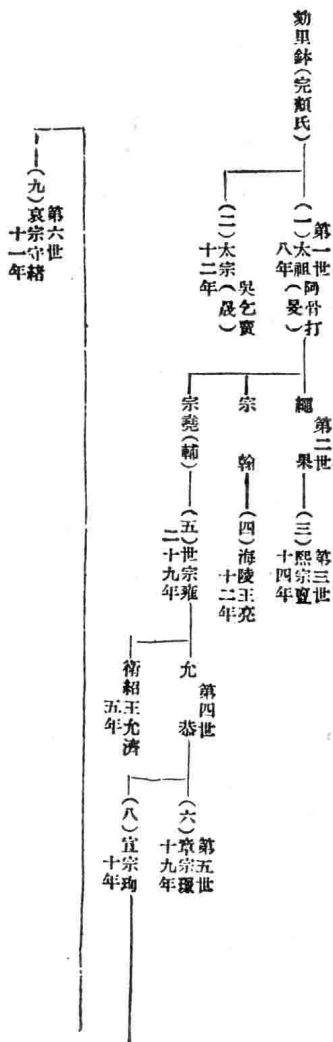 劾里鉢(完顏氏)
第一世
(一)太祖(旻)
阿骨打
八年
(二)太宗(晟)
吳乞買
十二年
第二世
繩果
宗翰
宗堯(輔)
第三世
(三)熙宗亶
十四年
(四)海陵王亮
十二年
(五)世宗雍
二十九年
第四世
允恭
衛紹王允濟
五年
第五世
(六)章宗璟
十九年
(八)宣宗珣
十年
第六世
(九)哀宗守緒
十一年